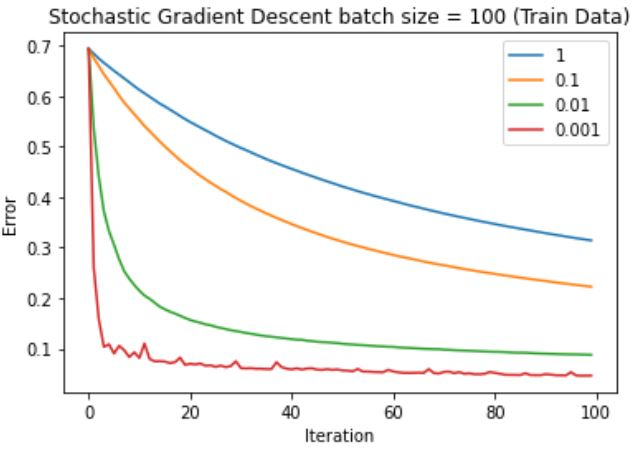 Stochastic Gradient Descent batch size = 100 (Train Data)
0.7
0.6
0.5
0.4
0.3
0.2
0.1
Error
1
0.1
0.01
0.001
0 20 40 60 80 100
Iteration